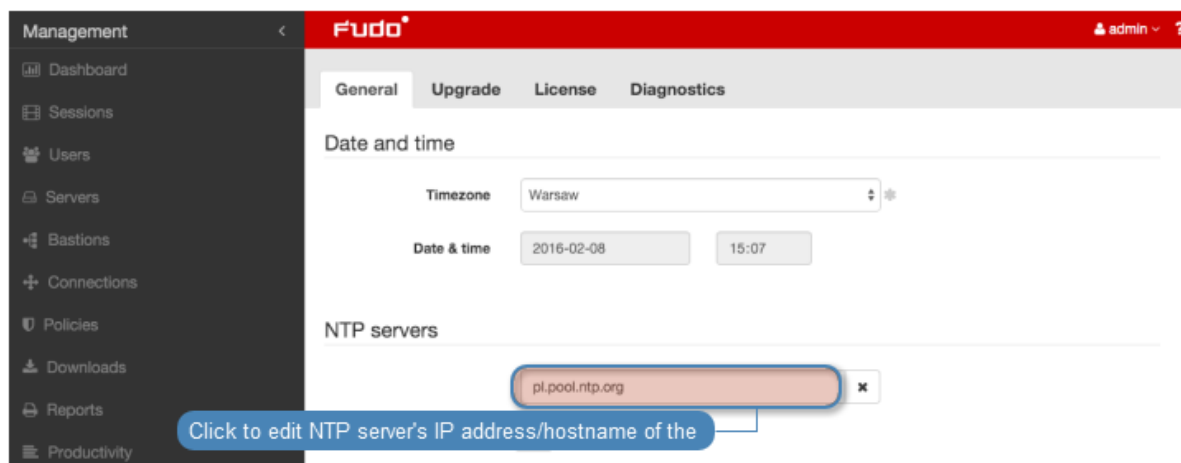 Management
Fudo
admin
?
Dashboard
General Upgrade License Diagnostics
Sessions
Date and time
Users
Timezone Warsaw
Servers
Bastions
Date & time 2016-02-08 15:07
Connections
Policies
NTP servers
Downloads
pl.pool.ntp.org
Reports
Click to edit NTP server's IP address/hostname of the
Productivity